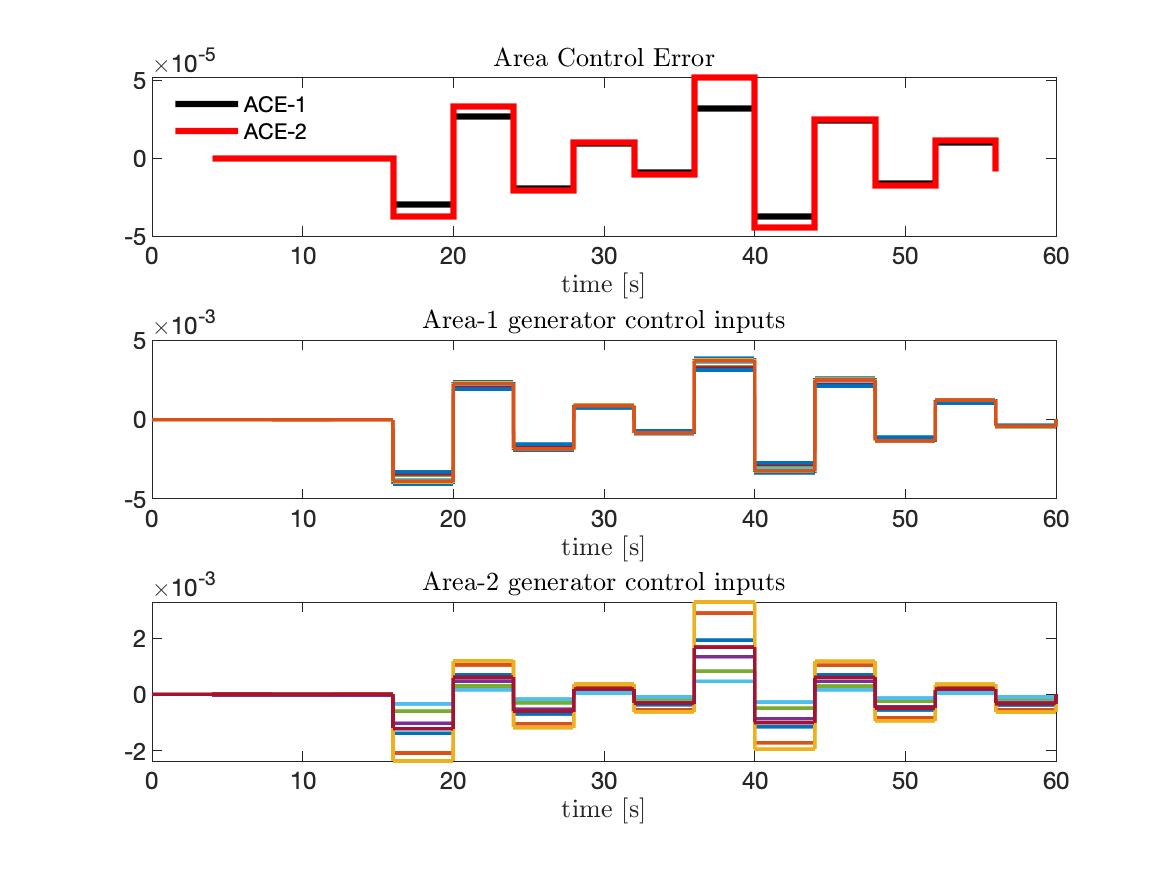 Area Control Error
×10-5
5
0
-5
ACE-1
ACE-2
0 10 20 30 40 50 60
time [s]
Area-1 generator control inputs
×10-3
5
0
-5
0 10 20 30 40 50 60
time [s]
Area-2 generator control inputs
×10-3
2
0
-2
0 10 20 30 40 50 60
time [s]